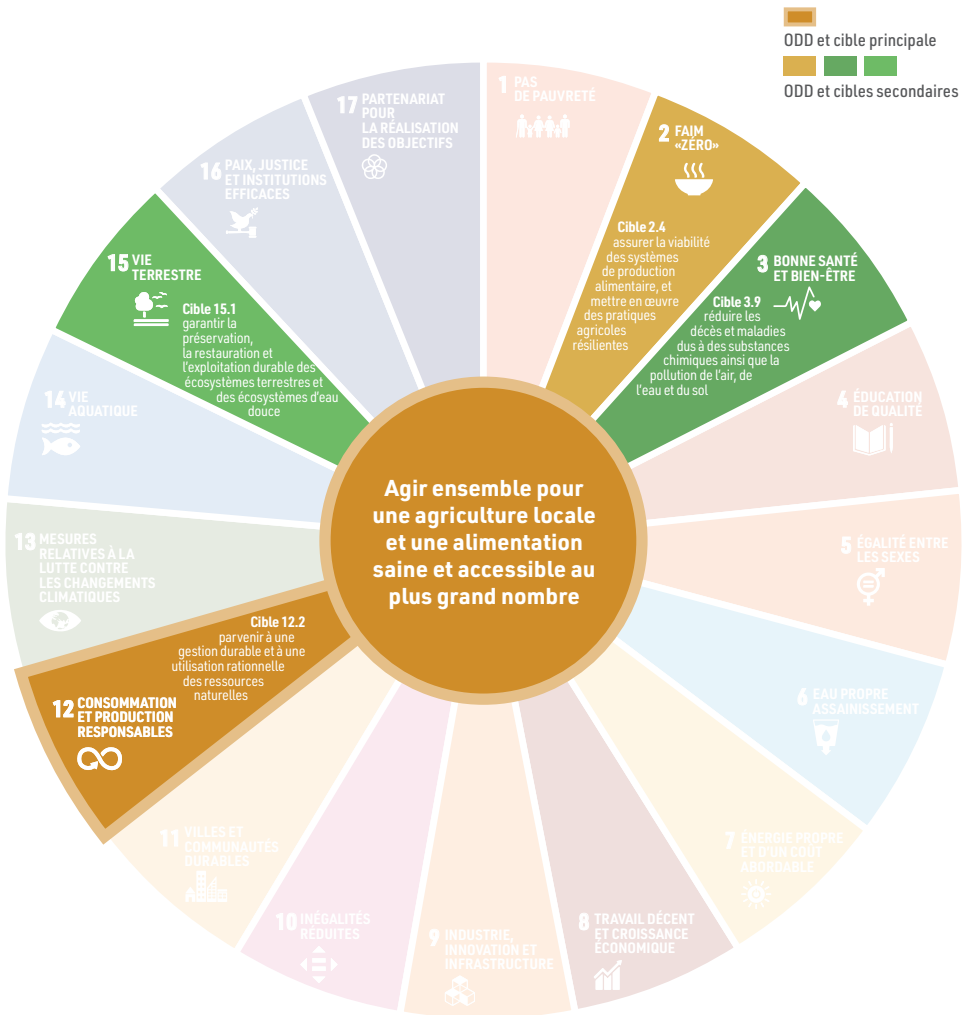 ODD et cible principale
ODD et cibles secondaires
1 PAS
DE PAUVRETÉ
2 FAIM
«ZÉRO»
Cible 2.4
assurer la viabilité
des systèmes
de production
alimentaire, et
mettre en œuvre
des pratiques
agricoles
résilientes
3 BONNE SANTÉ
ET BIEN-ÊTRE
Cible 3.9
réduire les
décès et maladies
dus à des substances
chimiques ainsi que la
pollution de l'air, de
l'eau et du sol
4 ÉDUCATION
DE QUALITÉ
5 ÉGALITÉ ENTRE
LES SEXES
6 EAU PROPRE
ASSAINISSEMENT
7 ÉNERGIE PROPRE
ET D'UN COÛT
ABORDABLE
8 TRAVAIL DÉCENT
ET CROISSANCE
ÉCONOMIQUE
9 INDUSTRIE,
INNOVATION ET
INFRASTRUCTURE
10 INÉGALITÉS
RÉDUITES
11 VILLES ET
COMMUNAUTÉS
DURABLES
12 CONSOMMATION
ET PRODUCTION
RESPONSABLES
Cible 12.2
parvenir à une
gestion durable et à une
utilisation rationnelle
des ressources
naturelles
13 MESURES
RELATIVES À LA
LUTTE CONTRE
LES CHANGEMENTS
CLIMATIQUES
14 VIE
AQUATIQUE
15 VIE
TERRESTRE
Cible 15.1
garantir la
préservation,
la restauration et
l'exploitation durable des
écosystèmes terrestres et
des écosystèmes d'eau
douce
16 PAIX, JUSTICE
ET INSTITUTIONS
EFFICACES
17 PARTENARIAT
POUR
LA RÉALISATION
DES OBJECTIFS
Agir ensemble pour
une agriculture locale
et une alimentation
saine et accessible au
plus grand nombre